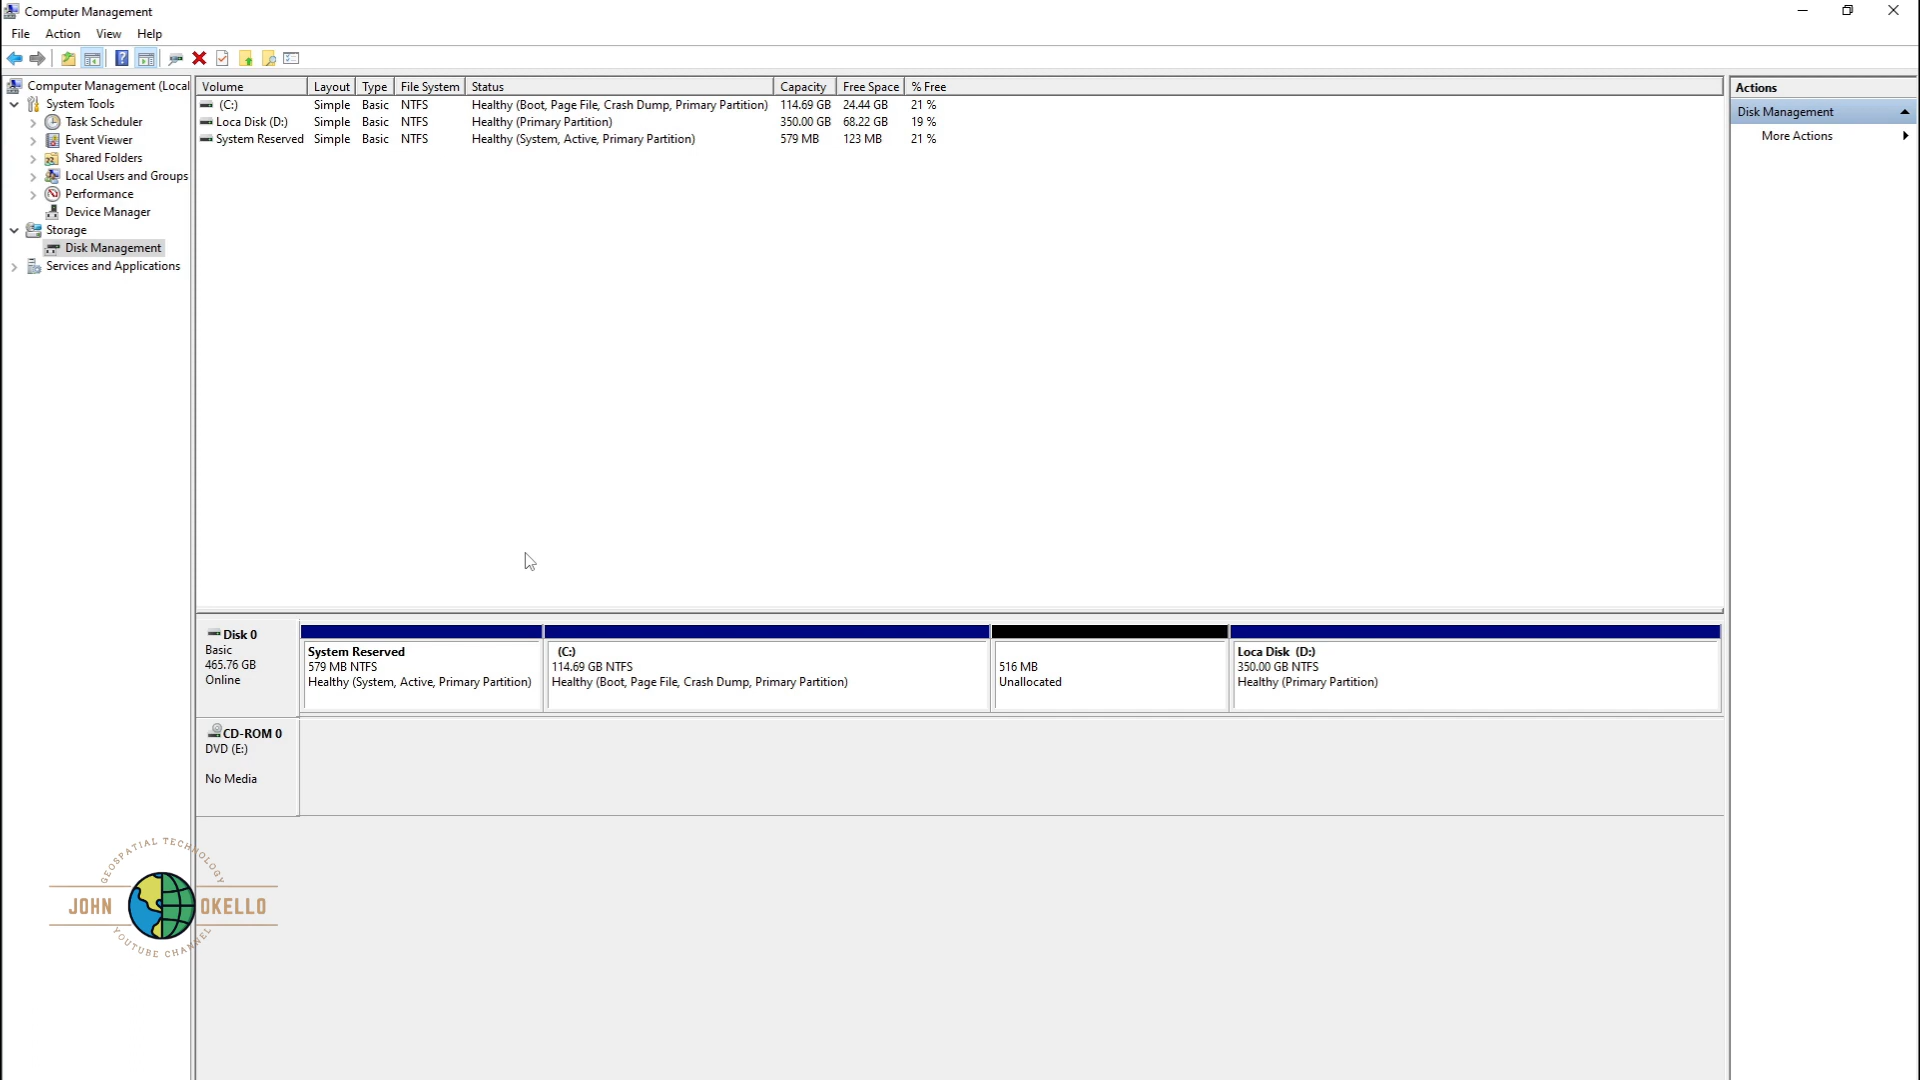 Computer Management
File Action View Help
Computer Management (Local
System Tools
Task Scheduler
Event Viewer
Shared Folders
Local Users and Groups
Performance
Device Manager
Storage
Disk Management
Services and Applications
Volume Layout Type File System Status Capacity Free Space % Free
(C:) Simple Basic NTFS Healthy (Boot, Page File, Crash Dump, Primary Partition) 114.69 GB 24.44 GB 21 %
Loca Disk (D:) Simple Basic NTFS Healthy (Primary Partition) 350.00 GB 68.22 GB 19 %
System Reserved Simple Basic NTFS Healthy (System, Active, Primary Partition) 579 MB 123 MB 21 %
Actions
Disk Management
More Actions
Disk 0
Basic
465.76 GB
Online
System Reserved
579 MB NTFS
Healthy (System, Active, Primary Partition)
(C:)
114.69 GB NTFS
Healthy (Boot, Page File, Crash Dump, Primary Partition)
516 MB
Unallocated
Loca Disk (D:)
350.00 GB NTFS
Healthy (Primary Partition)
CD-ROM 0
DVD (E:)
No Media
GEOSPATIAL TECHNOLOGY
JOHN OKELLO
YOUTUBE CHANNEL